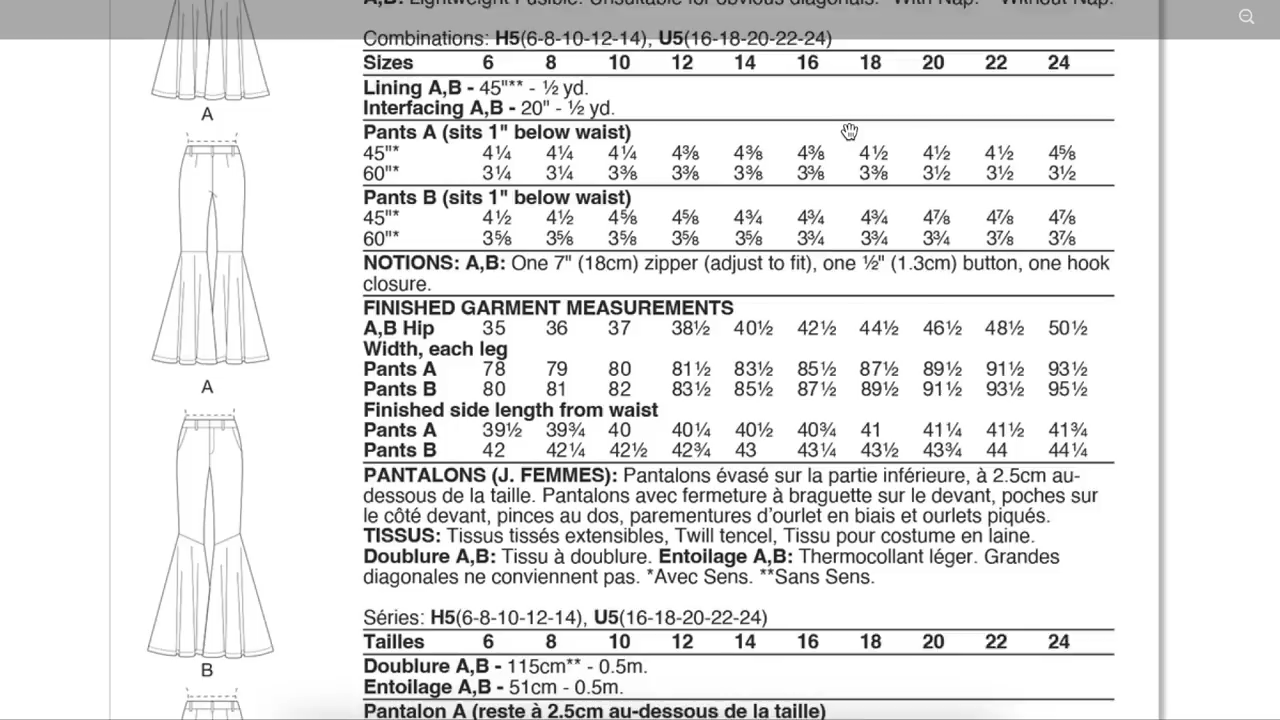 A,B: Lightweight Fusible. Unsuitable for obvious diagonals. *With Nap. **Without Nap.
Combinations: H5(6-8-10-12-14), U5(16-18-20-22-24)
Sizes 6 8 10 12 14 16 18 20 22 24
Lining A,B - 45"** - ½ yd.
Interfacing A,B - 20" - ½ yd.
A
Pants A (sits 1" below waist)
45"* 4¼ 4¼ 4¼ 4⅜ 4⅜ 4⅜ 4½ 4½ 4½ 4⅝
60"* 3¼ 3¼ 3⅜ 3⅜ 3⅜ 3⅜ 3⅜ 3½ 3½ 3½
Pants B (sits 1" below waist)
45"* 4½ 4½ 4⅝ 4⅝ 4¾ 4¾ 4¾ 4⅞ 4⅞ 4⅞
60"* 3⅝ 3⅝ 3⅝ 3⅝ 3⅝ 3¾ 3¾ 3¾ 3⅞ 3⅞
NOTIONS: A,B: One 7" (18cm) zipper (adjust to fit), one ½" (1.3cm) button, one hook
closure.
FINISHED GARMENT MEASUREMENTS
A,B Hip 35 36 37 38½ 40½ 42½ 44½ 46½ 48½ 50½
Width, each leg
Pants A 78 79 80 81½ 83½ 85½ 87½ 89½ 91½ 93½
Pants B 80 81 82 83½ 85½ 87½ 89½ 91½ 93½ 95½
A
Finished side length from waist
Pants A 39½ 39¾ 40 40¼ 40½ 40¾ 41 41¼ 41½ 41¾
Pants B 42 42¼ 42½ 42¾ 43 43¼ 43½ 43¾ 44 44¼
PANTALONS (J. FEMMES): Pantalons évasé sur la partie inférieure, à 2.5cm au-
dessous de la taille. Pantalons avec fermeture à braguette sur le devant, poches sur
le côté devant, pinces au dos, parementures d'ourlet en biais et ourlets piqués.
TISSUS: Tissus tissés extensibles, Twill tencel, Tissu pour costume en laine.
Doublure A,B: Tissu à doublure. Entoilage A,B: Thermocollant léger. Grandes
diagonales ne conviennent pas. *Avec Sens. **Sans Sens.
Séries: H5(6-8-10-12-14), U5(16-18-20-22-24)
Tailles 6 8 10 12 14 16 18 20 22 24
Doublure A,B - 115cm** - 0.5m.
B
Entoilage A,B - 51cm - 0.5m.
Pantalon A (reste à 2.5cm au-dessous de la taille)